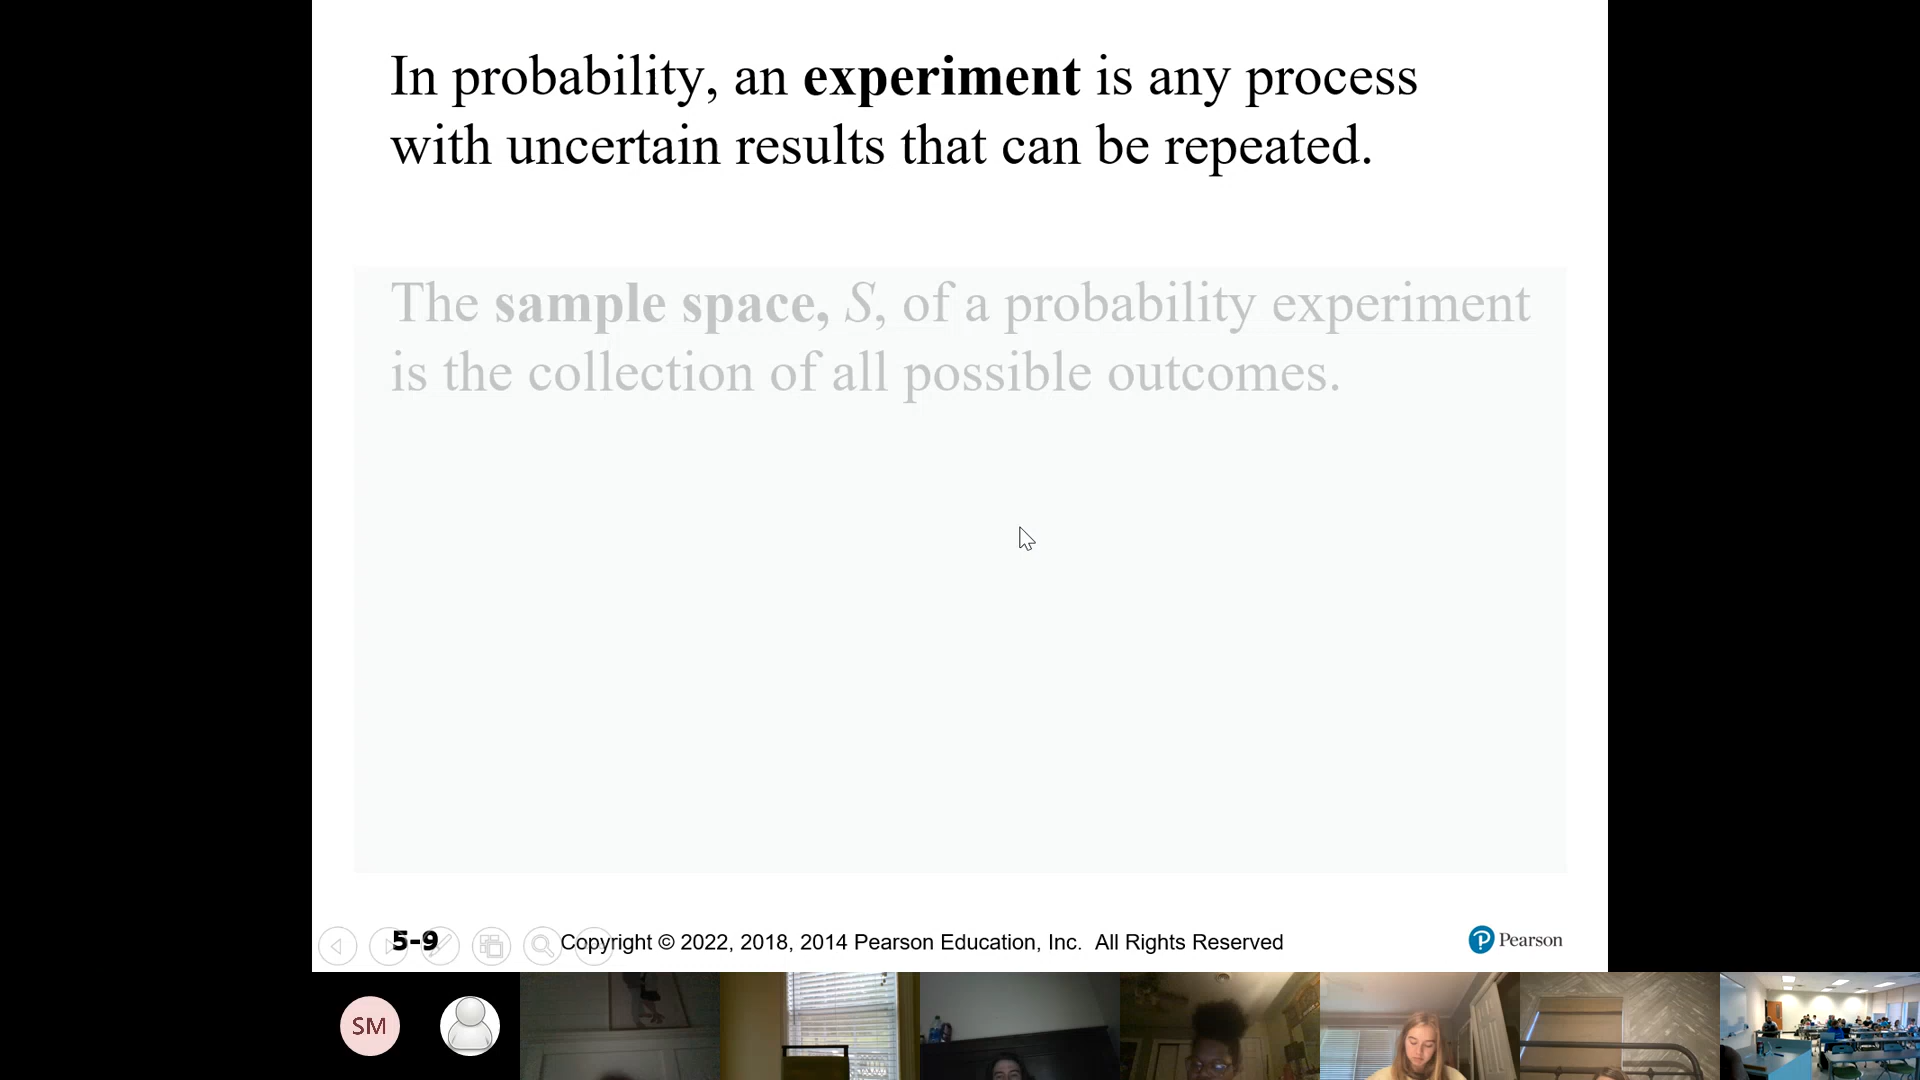 In probability, an experiment is any process
with uncertain results that can be repeated.
The sample space, S, of a probability experiment
is the collection of all possible outcomes.
5-9
Copyright © 2022, 2018, 2014 Pearson Education, Inc. All Rights Reserved
Pearson
SM